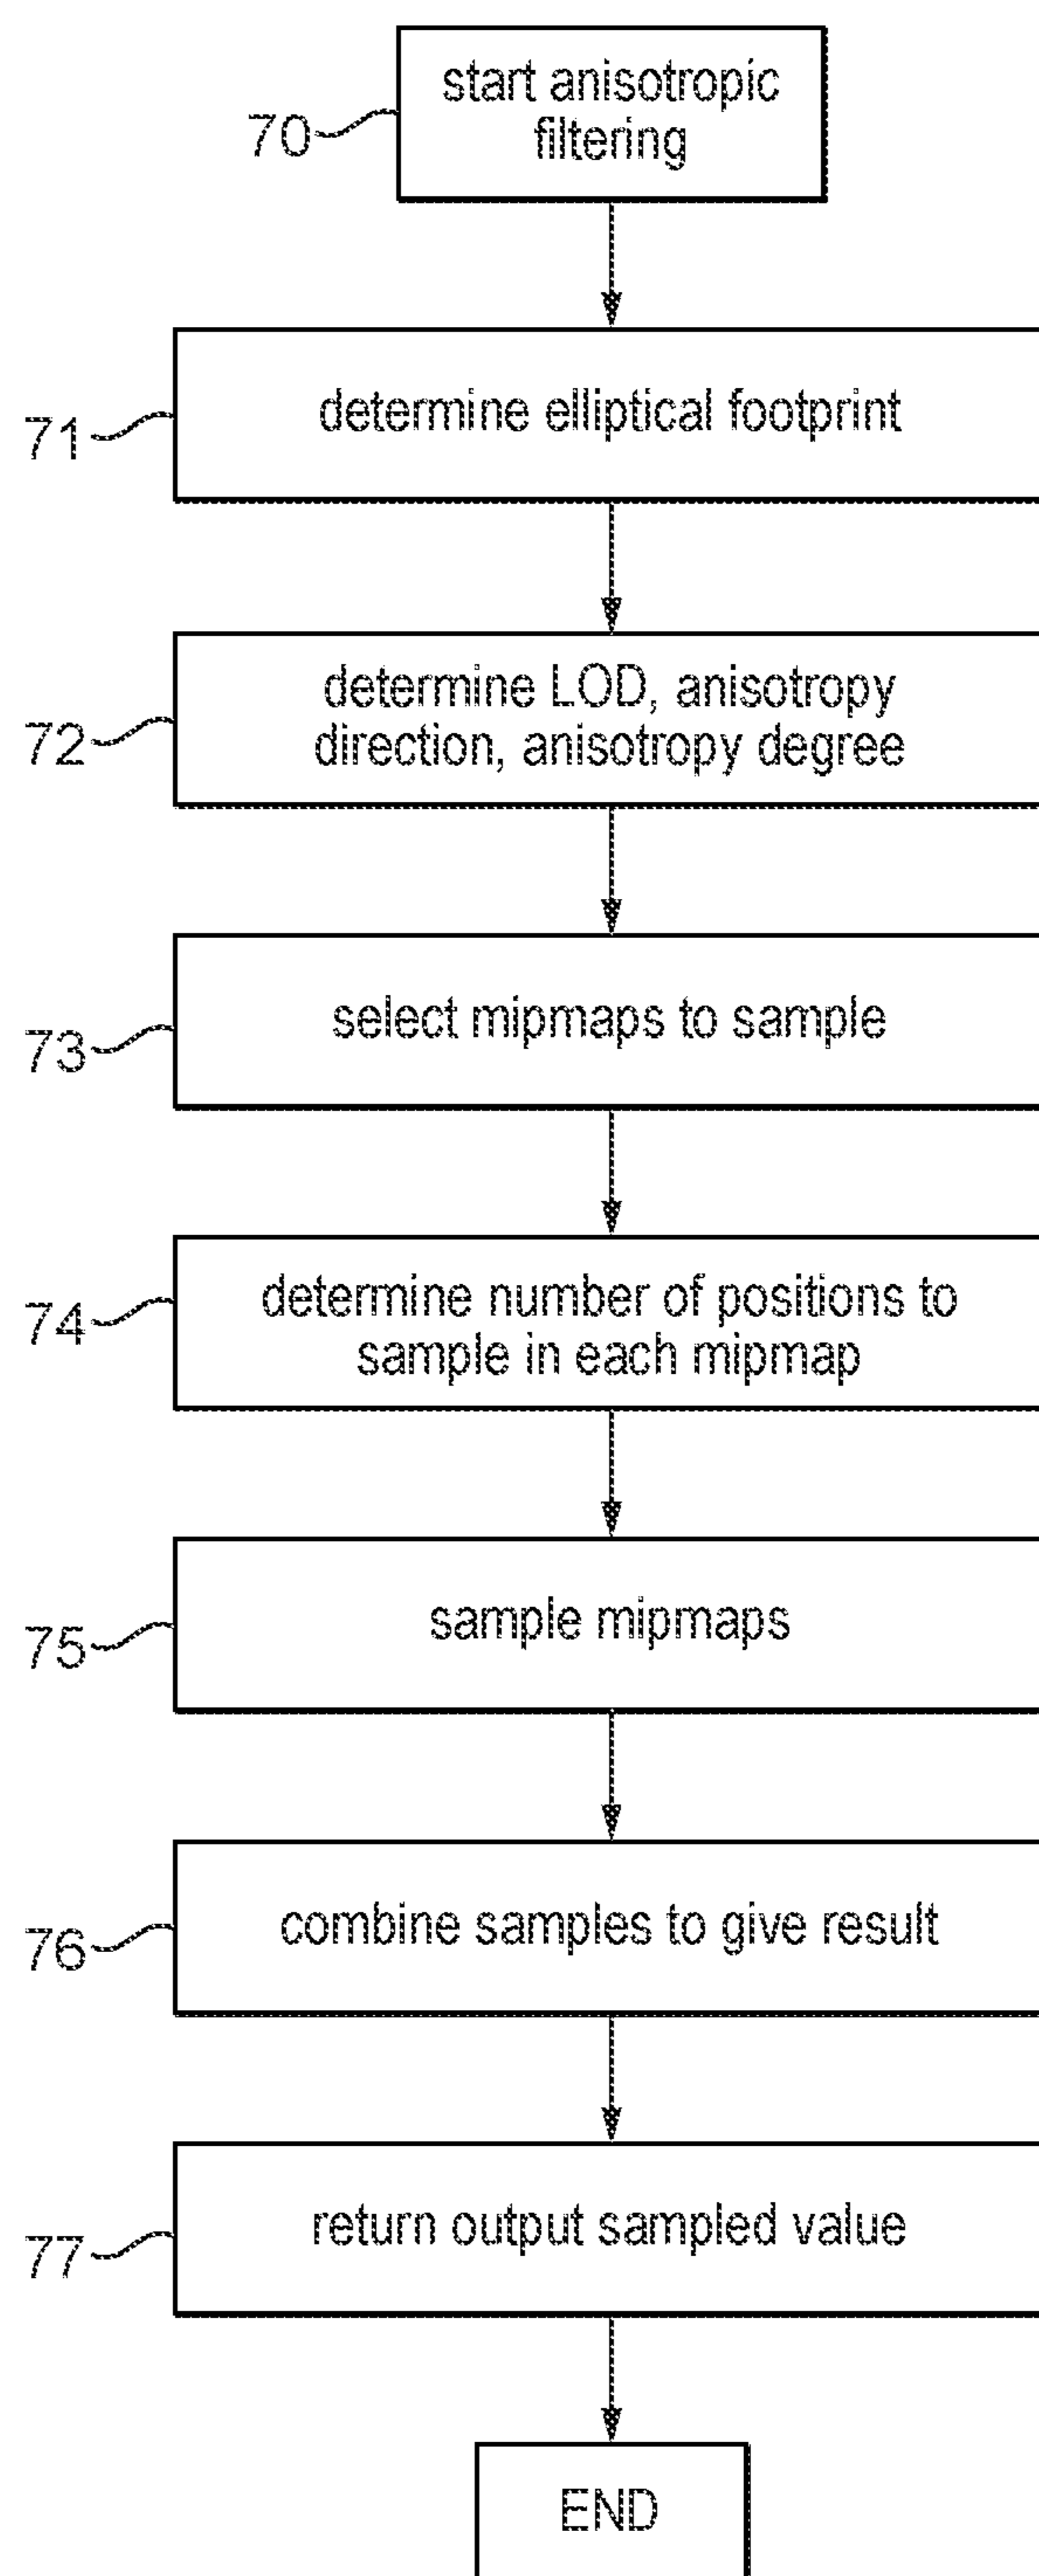 70
start anisotropic
filtering
71
determine elliptical footprint
72
determine LOD, anisotropy
direction, anisotropy degree
73
select mipmaps to sample
74
determine number of positions to
sample in each mipmap
75
sample mipmaps
76
combine samples to give result
77
return output sampled value
END